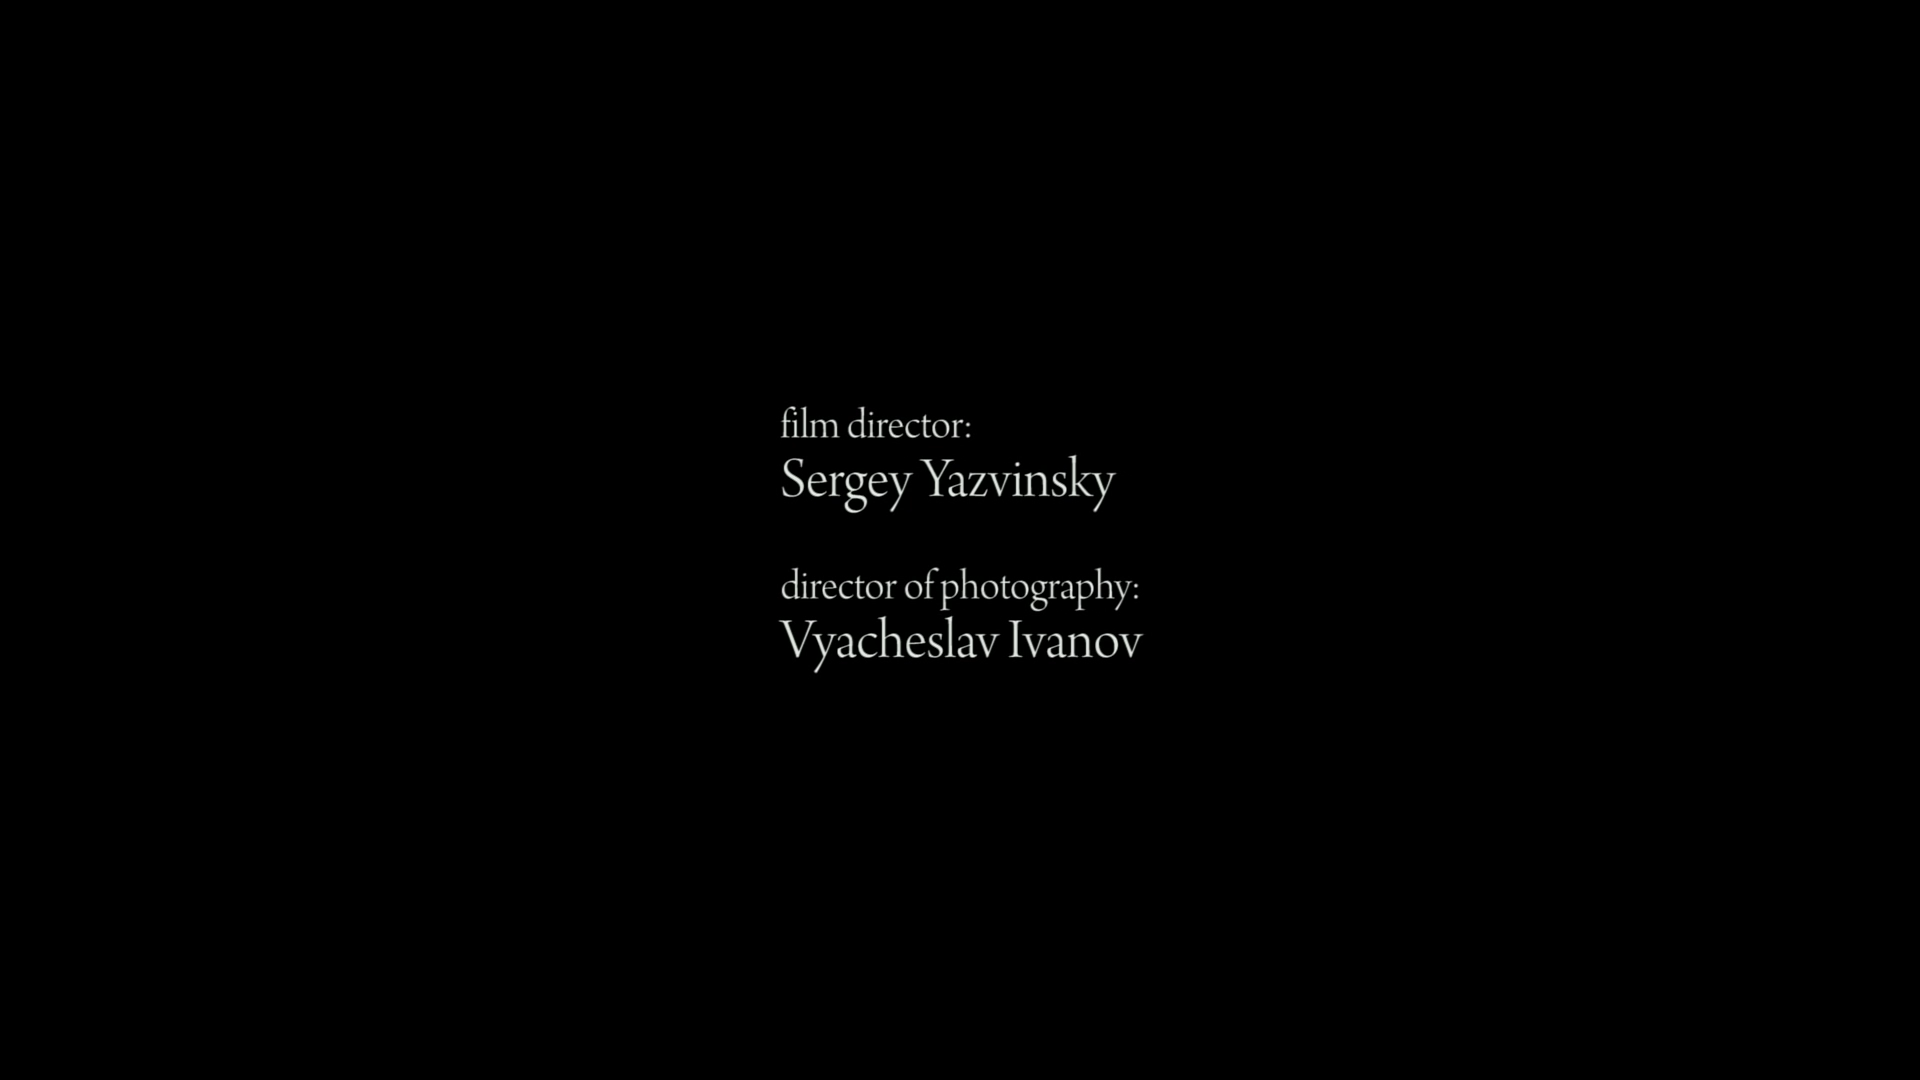 film director:
Sergey Yazvinsky
director of photography:
Vyacheslav Ivanov